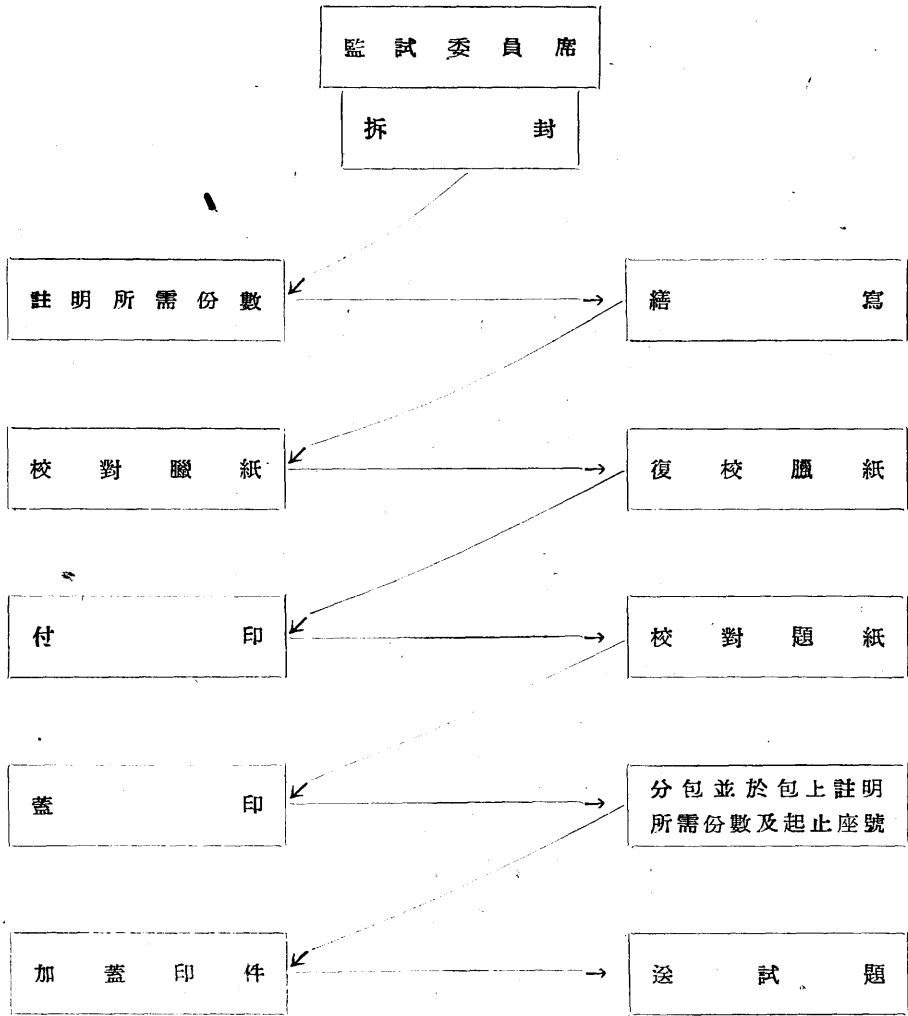 監試委員席
拆封
註明所需份數
繕寫
校對臘紙
復校臘紙
付印
校對題紙
蓋印
分包並於包上註明
所需份數及起止座號
加蓋印件
送試題